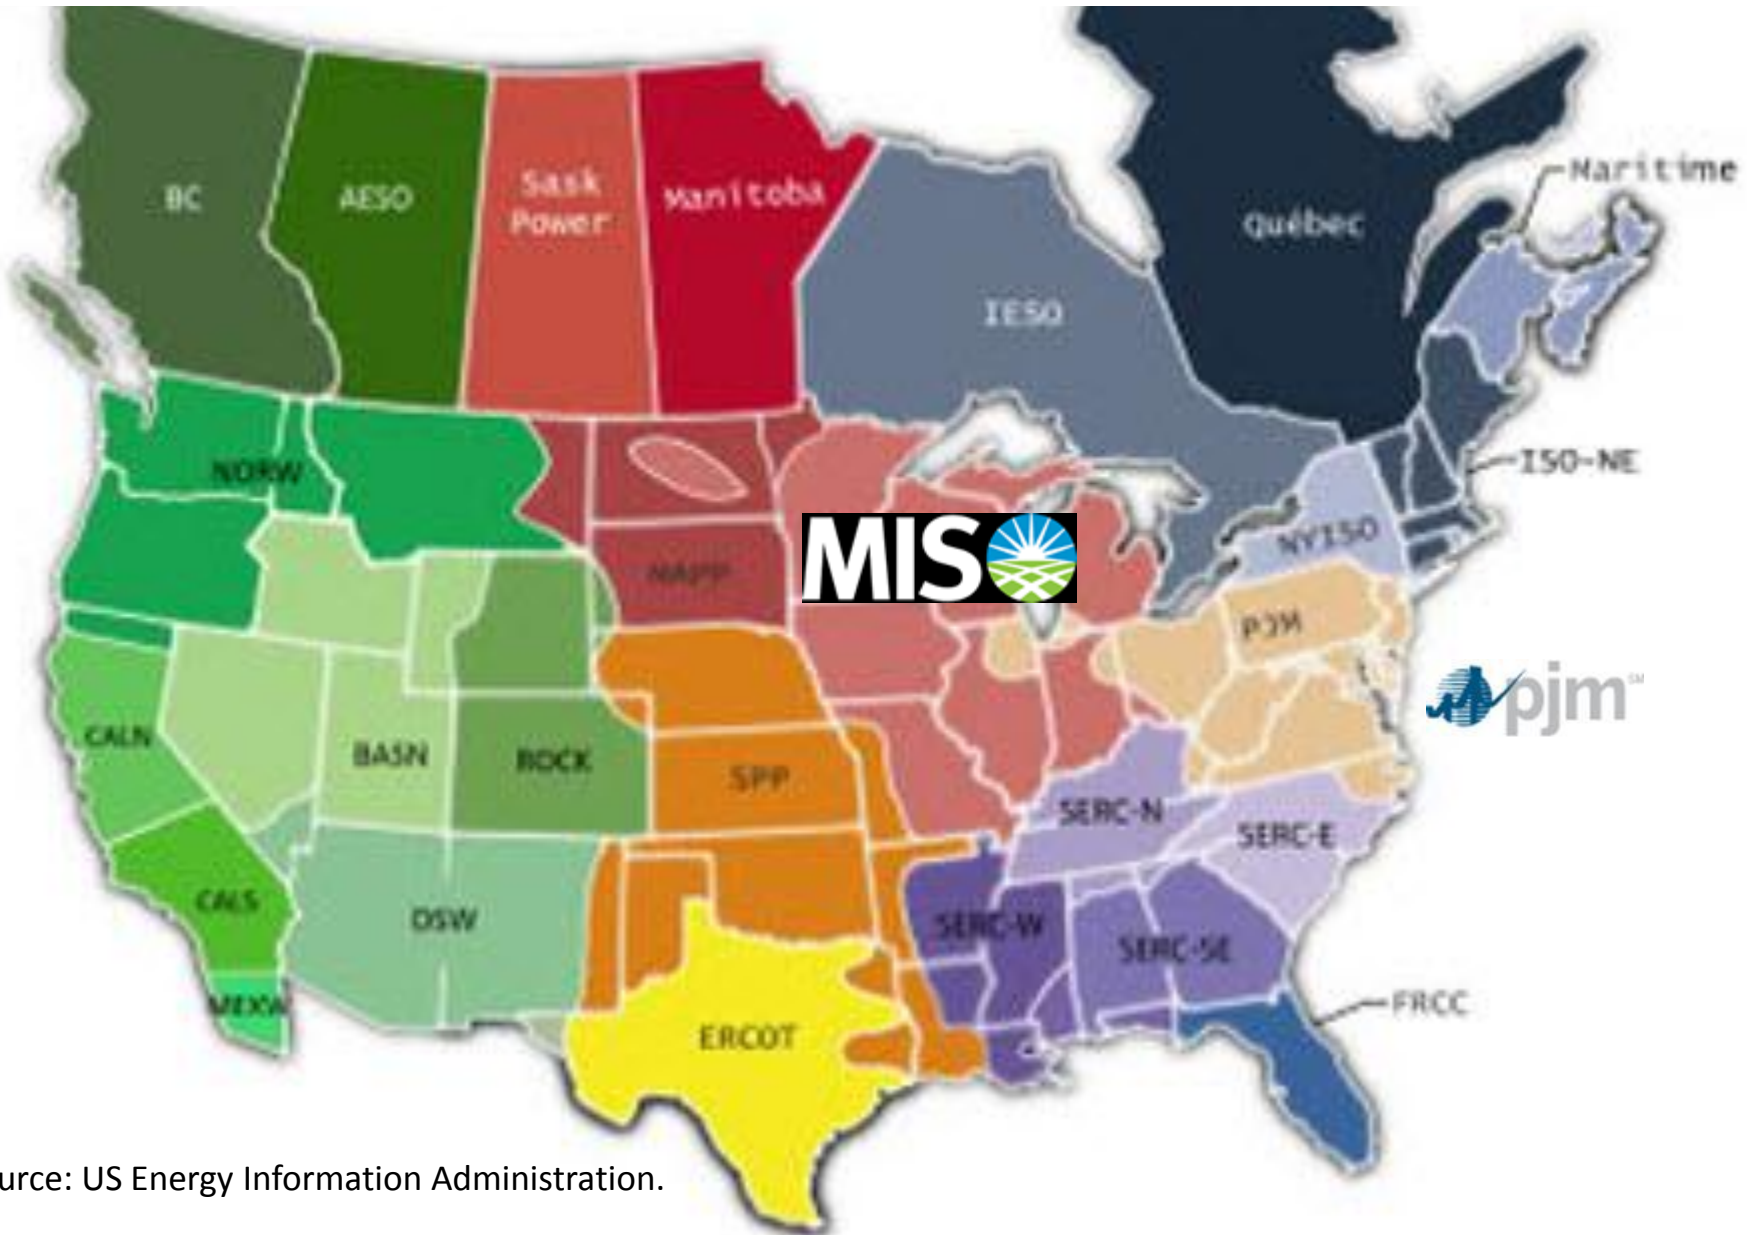 Maritime
BC
AESO
Sask
Power
Manitoba
Québec
IESO
NORW
ISO-NE
NYISO
MAPP
MISO
PJM
pjm
SM
CALN
BASN
ROCK
SPP
SERC-N
SERC-E
CALS
DSW
SERC-W
SERC-SE
MEXW
ERCOT
FRCC
urce: US Energy Information Administration.